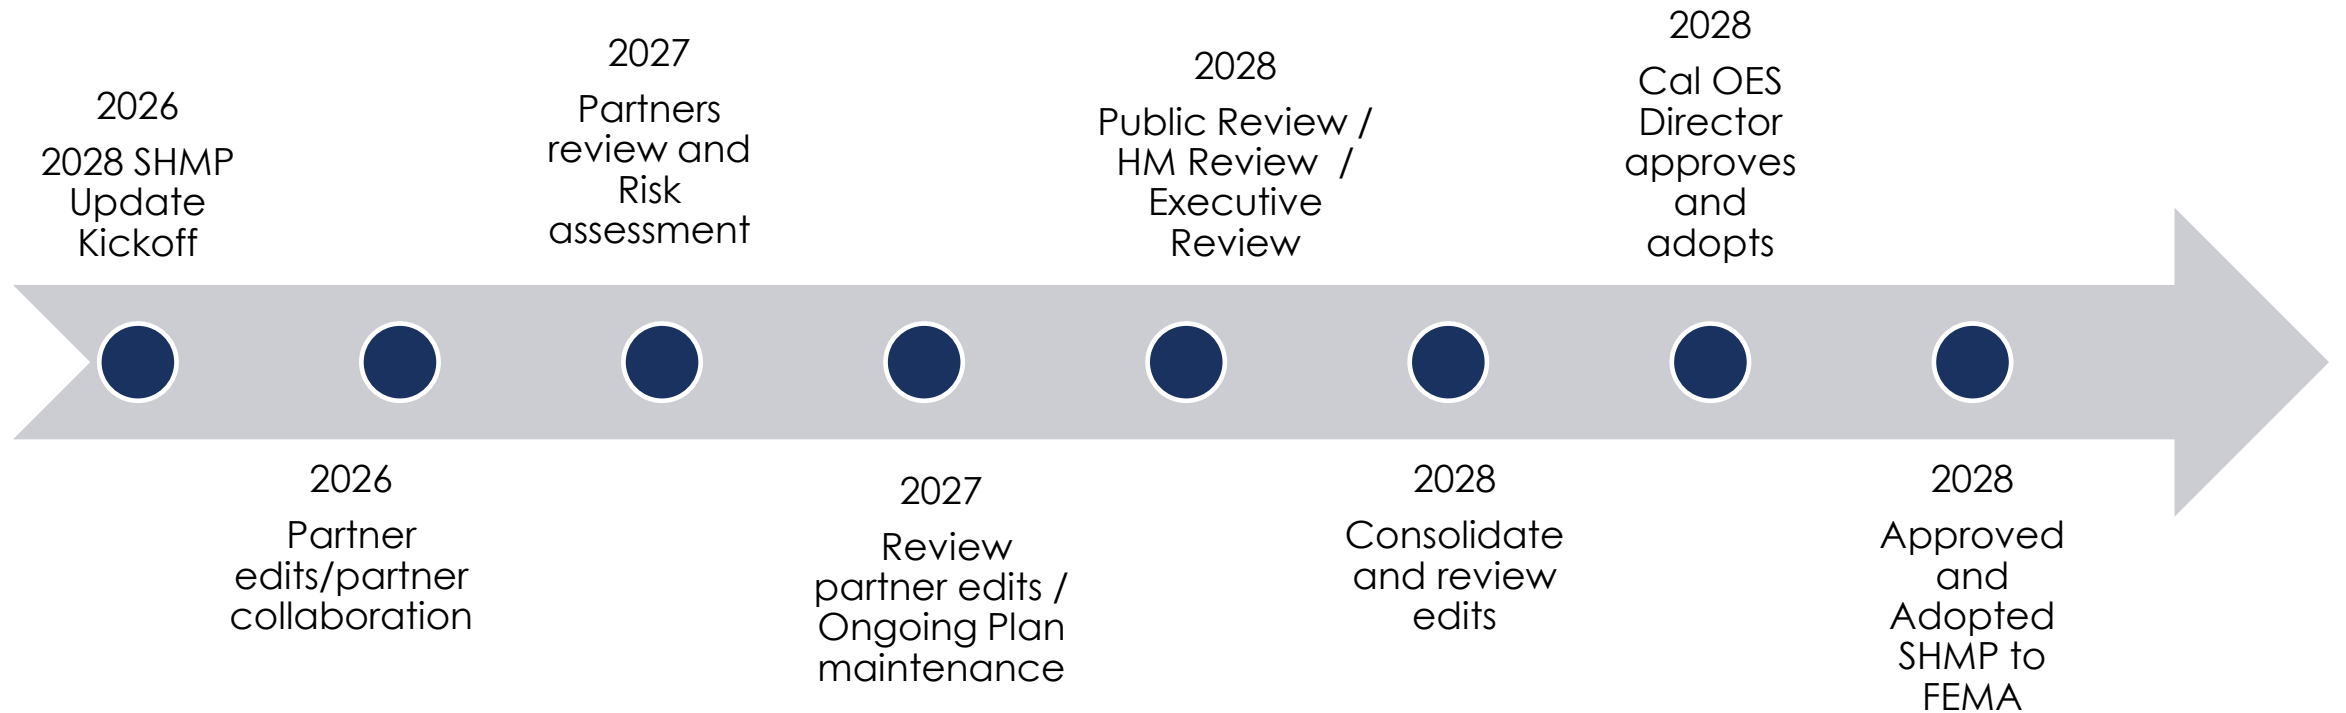 2026
2028 SHMP
Update
Kickoff
2026
Partner
edits/partner
collaboration
2027
Partners
review and
Risk
assessment
2027
Review
partner edits /
Ongoing Plan
maintenance
2028
Public Review /
HM Review  /
Executive
Review
2028
Consolidate
and review
edits
2028
Cal OES
Director
approves
and
adopts
2028
Approved
and
Adopted
SHMP to
FEMA